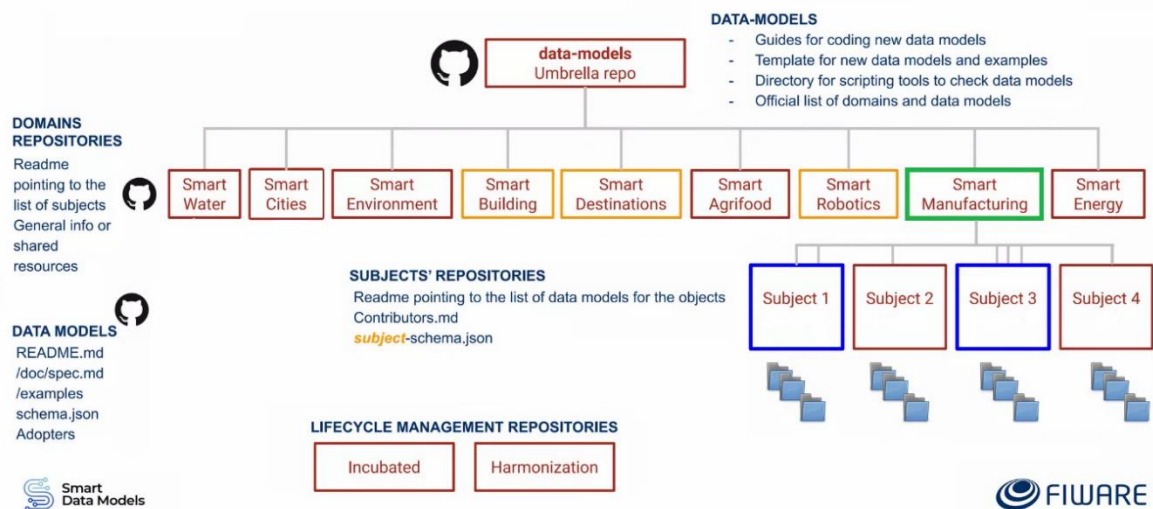 DATA-MODELS
- Guides for coding new data models
- Template for new data models and examples
- Directory for scripting tools to check data models
- Official list of domains and data models
data-models
Umbrella repo
DOMAINS
REPOSITORIES
Readme
pointing to the
list of subjects
General info or
shared
resources
Smart
Water
Smart
Cities
Smart
Environment
Smart
Building
Smart
Destinations
Smart
Agrifood
Smart
Robotics
Smart
Manufacturing
Smart
Energy
SUBJECTS' REPOSITORIES
Readme pointing to the list of data models for the objects
Contributors.md
subject-schema.json
Subject 1
Subject 2
Subject 3
Subject 4
DATA MODELS
README.md
/doc/spec.md
/examples
schema.json
Adopters
LIFECYCLE MANAGEMENT REPOSITORIES
Incubated
Harmonization
Smart
Data Models
FIWARE